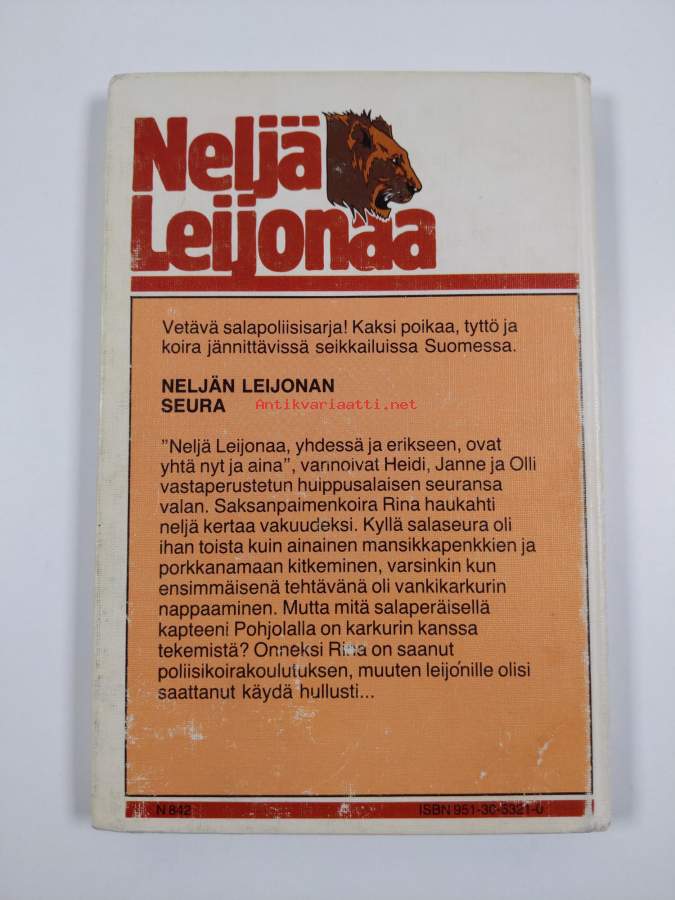 Neljä
Leijonaa
Vetävä salapoliisisarja! Kaksi poikaa, tyttö ja
koira jännittävissä seikkailuissa Suomessa.
NELJÄN LEIJONAN
SEURA
Antikvariaatti.net
”Neljä Leijonaa, yhdessä ja erikseen, ovat
yhtä nyt ja aina”, vannoivat Heidi, Janne ja Olli
vastaperustetun huippusalaisen seuransa
valan. Saksanpaimenkoira Rina haukahti
neljä kertaa vakuudeksi. Kyllä salaseura oli
ihan toista kuin ainainen mansikkapenkkien ja
porkkanamaan kitkeminen, varsinkin kun
ensimmäisenä tehtävänä oli vankikarkurin
nappaaminen. Mutta mitä salaperäisellä
kapteeni Pohjolalla on karkurin kanssa
tekemistä? Onneksi Rina on saanut
poliisikoirakoulutuksen, muuten leijonille olisi
saattanut käydä hullusti...
N 842
ISBN 951-30-5321-0